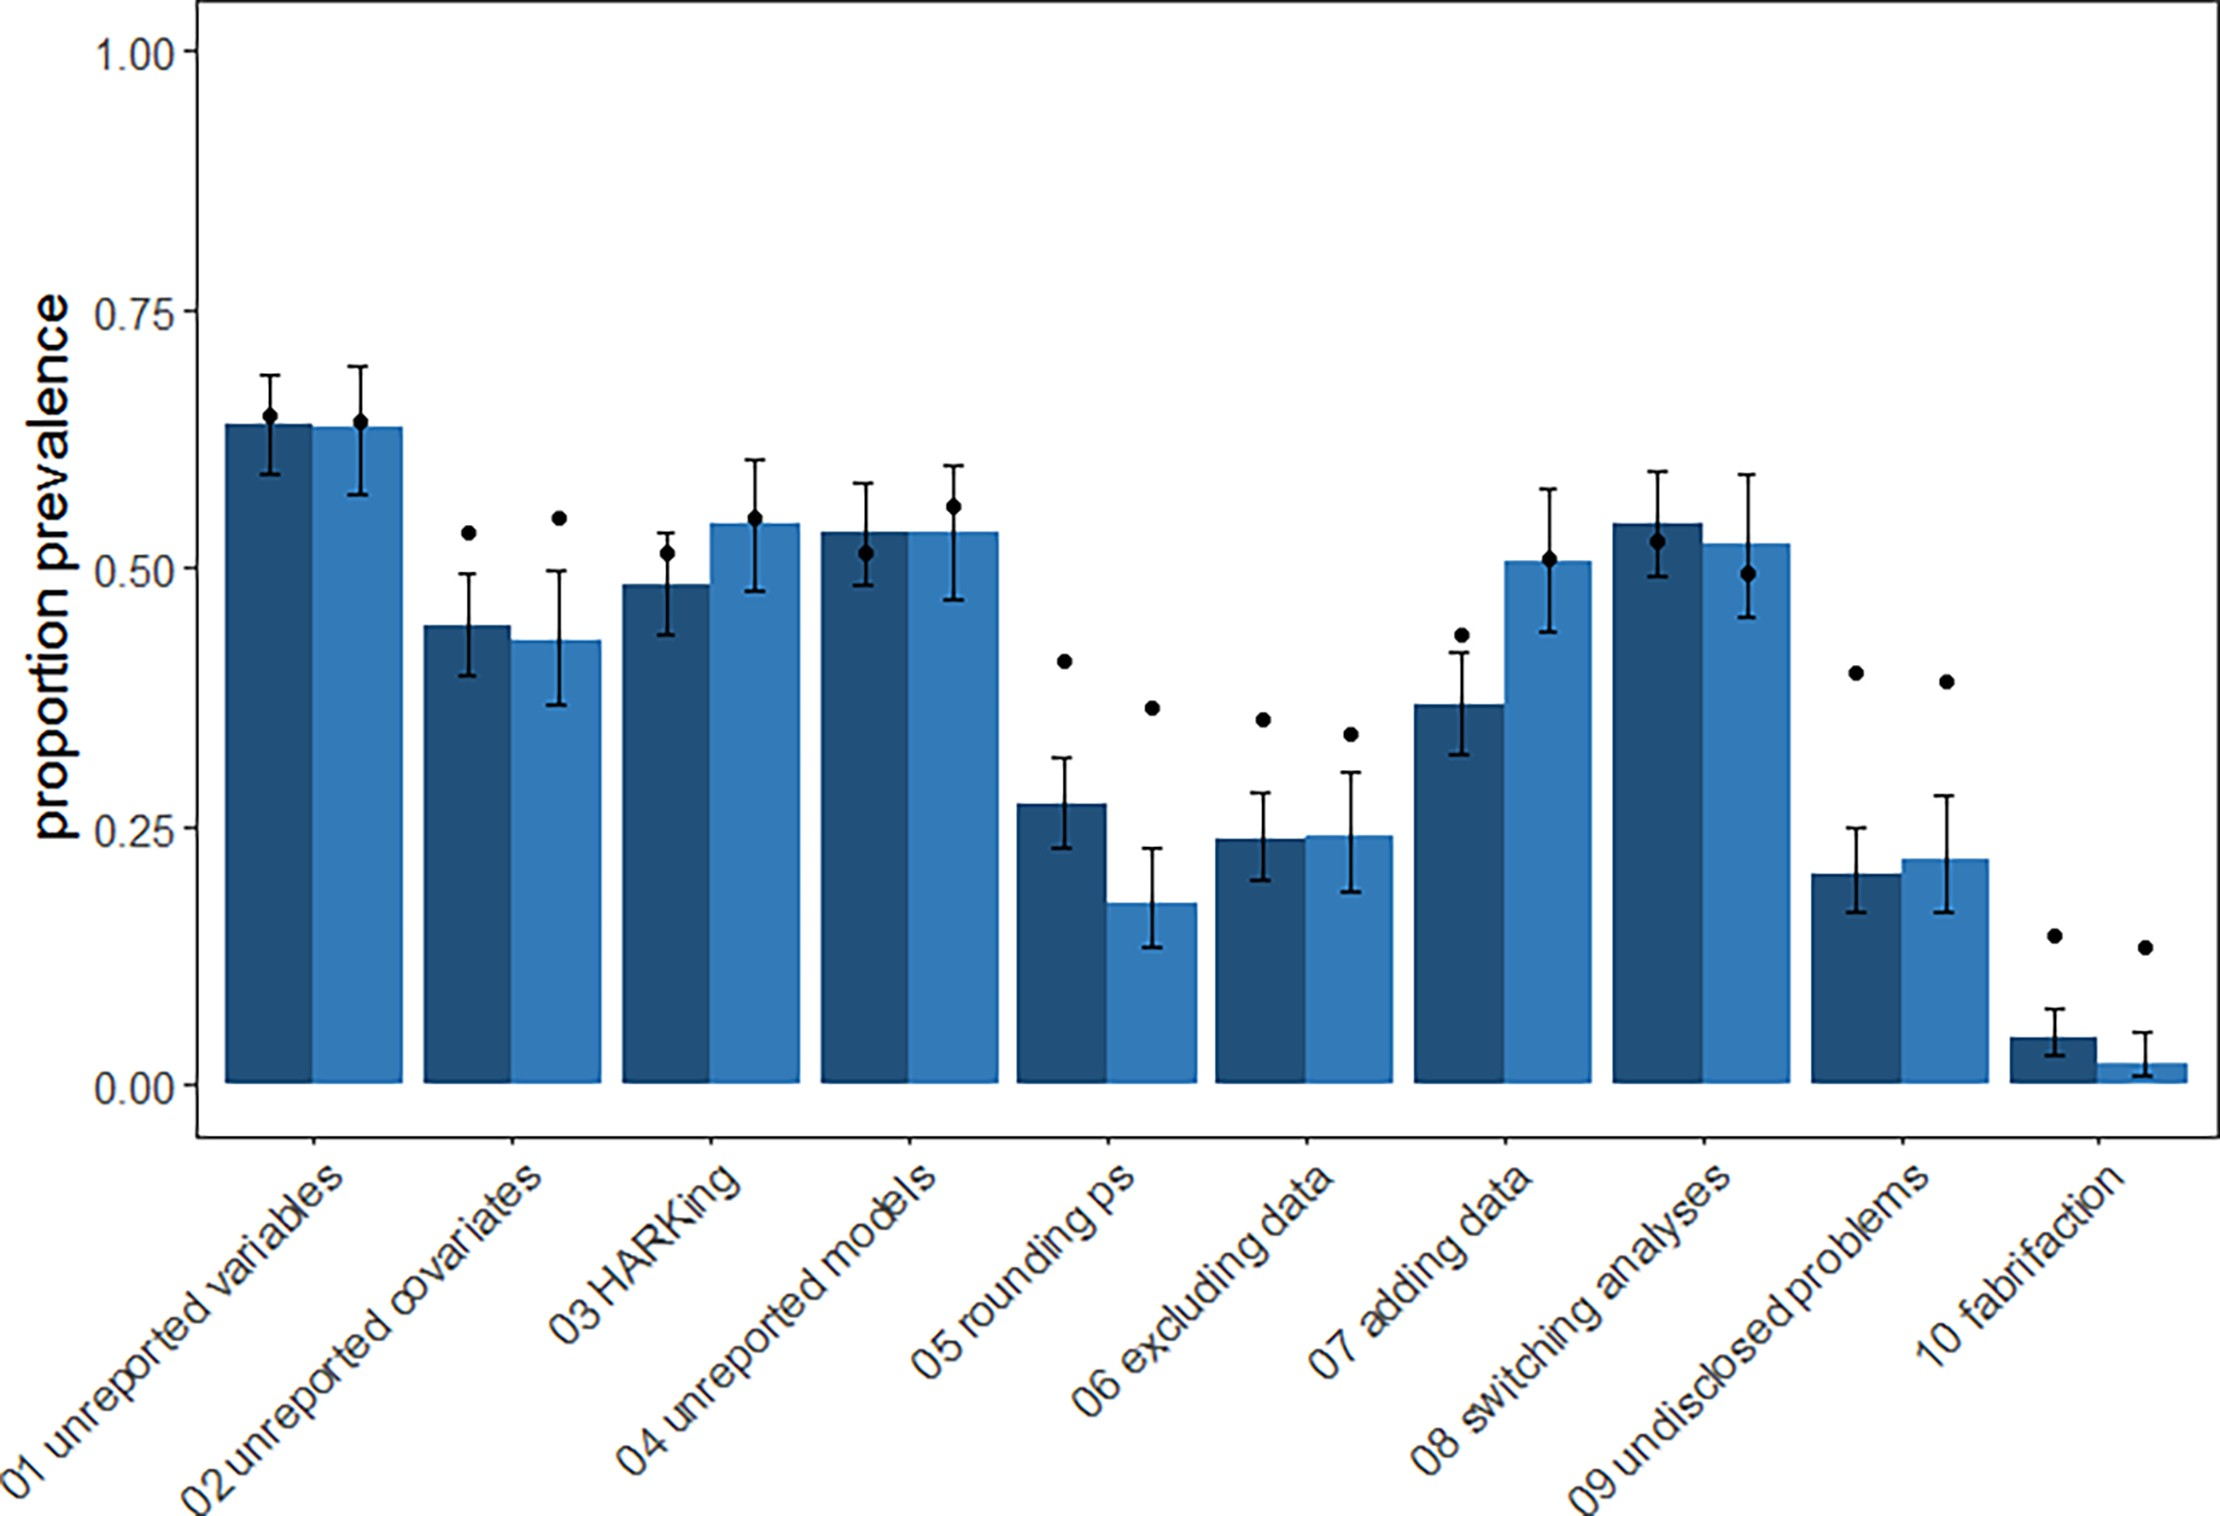 proportion prevalence
1.00
0.75
0.50
0.25
0.00
01 unreported variables
02 unreported covariates
03 HARKing
04 unreported models
05 rounding ps
06 excluding data
07 adding data
08 switching analyses
09 undisclosed problems
10 fabrifaction